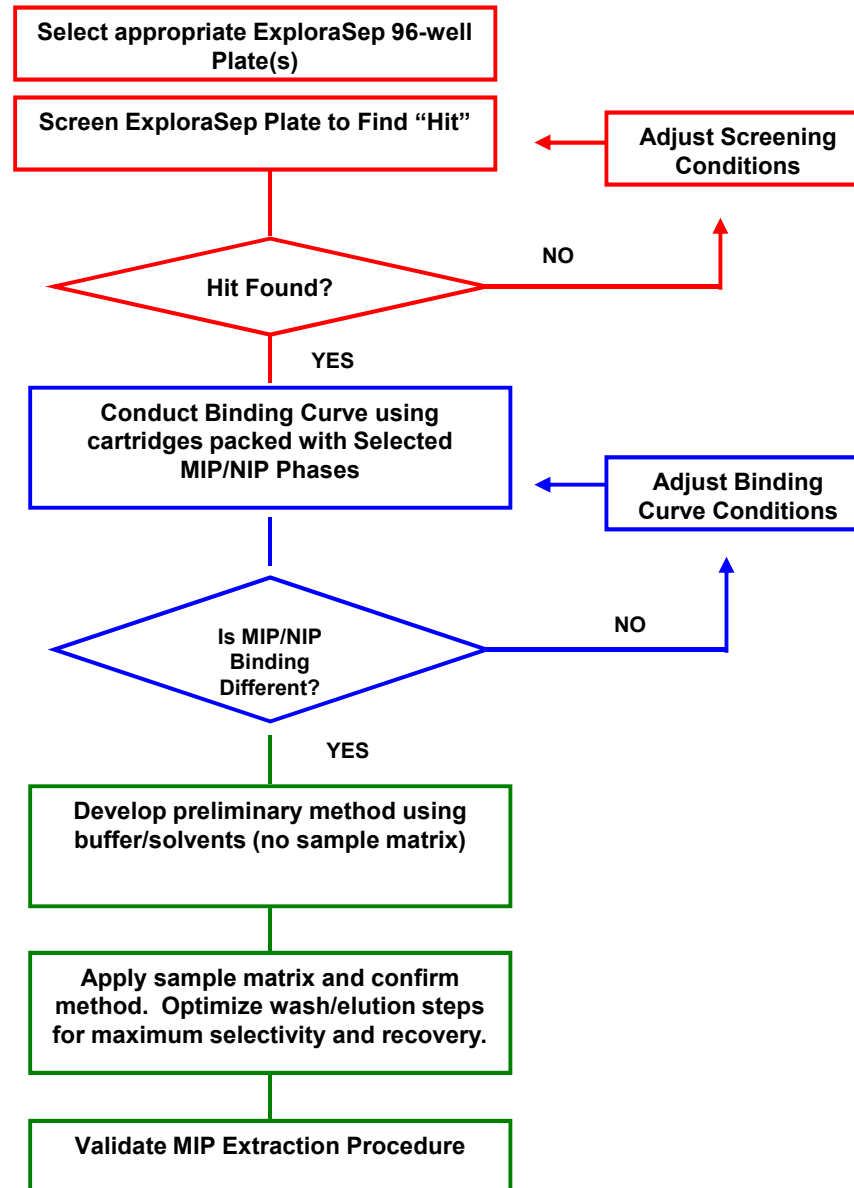 Select appropriate ExploraSep 96-well
Plate(s)
Screen ExploraSep Plate to Find “Hit”
Adjust Screening
Conditions
NO
Hit Found?
YES
Conduct Binding Curve using
cartridges packed with Selected
MIP/NIP Phases
Adjust Binding
Curve Conditions
NO
Is MIP/NIP
Binding
Different?
YES
Develop preliminary method using
buffer/solvents (no sample matrix)
Apply sample matrix and confirm
method.  Optimize wash/elution steps
for maximum selectivity and recovery.
Validate MIP Extraction Procedure